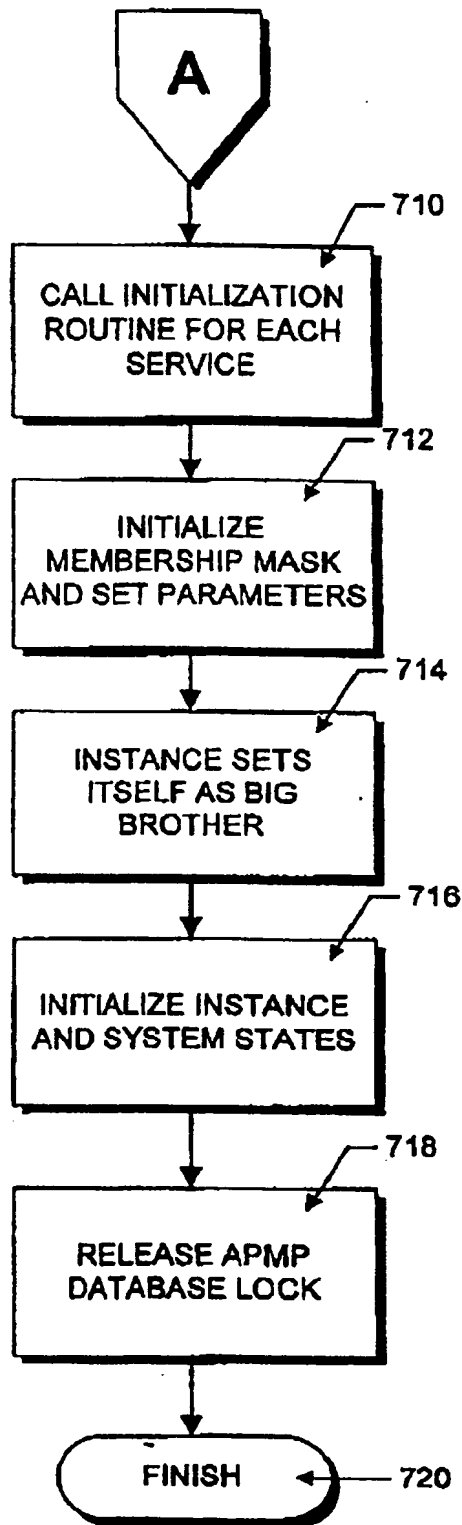 A
710
CALL INITIALIZATION
ROUTINE FOR EACH
SERVICE
712
INITIALIZE
MEMBERSHIP MASK
AND SET PARAMETERS
714
INSTANCE SETS
ITSELF AS BIG
BROTHER
716
INITIALIZE INSTANCE
AND SYSTEM STATES
718
RELEASE APMP
DATABASE LOCK
FINISH
720